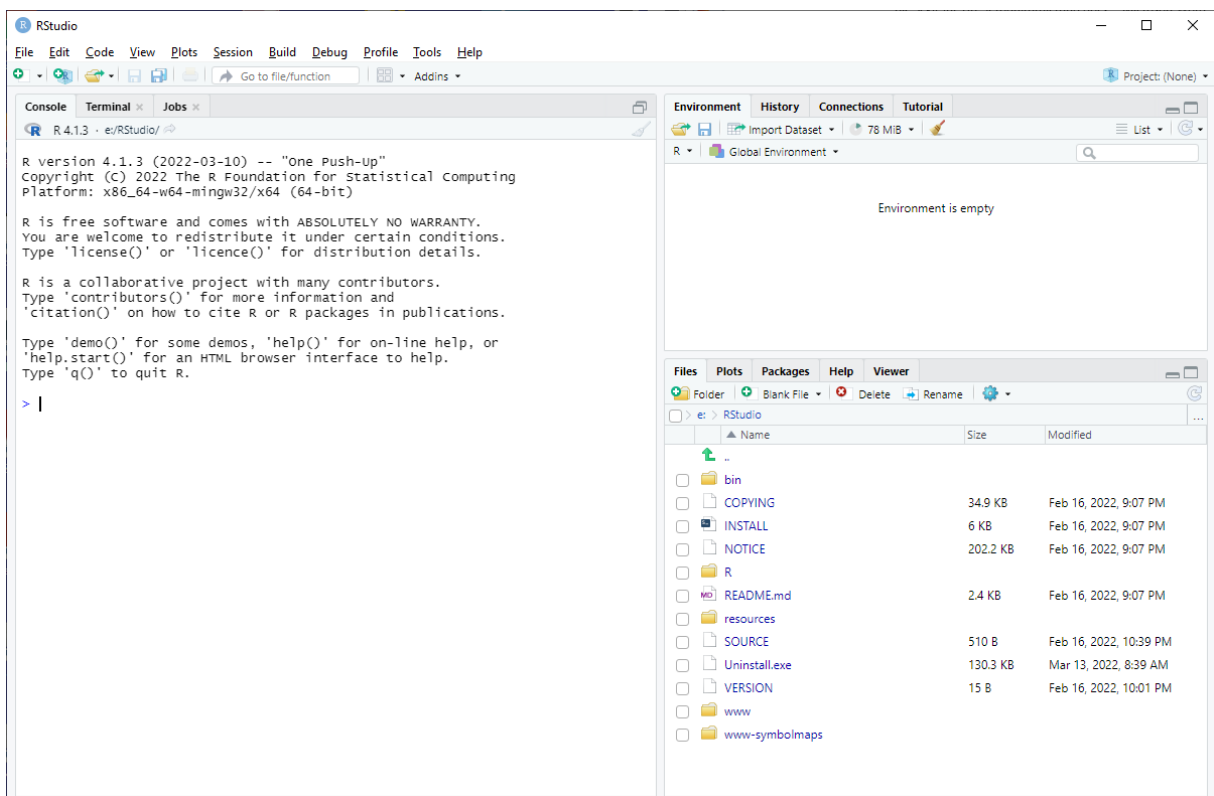 RStudio
File Edit Code View Plots Session Build Debug Profile Tools Help
Go to file/function Addins Project: (None)
Console Terminal Jobs
R 4.1.3 · e:/RStudio/
R version 4.1.3 (2022-03-10) -- "One Push-Up"
Copyright (C) 2022 The R Foundation for Statistical Computing
Platform: x86_64-w64-mingw32/x64 (64-bit)
R is free software and comes with ABSOLUTELY NO WARRANTY.
You are welcome to redistribute it under certain conditions.
Type 'license()' or 'licence()' for distribution details.
R is a collaborative project with many contributors.
Type 'contributors()' for more information and
'citation()' on how to cite R or R packages in publications.
Type 'demo()' for some demos, 'help()' for on-line help, or
'help.start()' for an HTML browser interface to help.
Type 'q()' to quit R.
>
Environment History Connections Tutorial
Import Dataset 78 MiB List
R Global Environment
Environment is empty
Files Plots Packages Help Viewer
Folder Blank File Delete Rename
e: > RStudio ...
Name Size Modified
..
bin
COPYING 34.9 KB Feb 16, 2022, 9:07 PM
INSTALL 6 KB Feb 16, 2022, 9:07 PM
NOTICE 202.2 KB Feb 16, 2022, 9:07 PM
R
README.md 2.4 KB Feb 16, 2022, 9:07 PM
resources
SOURCE 510 B Feb 16, 2022, 10:39 PM
Uninstall.exe 130.3 KB Mar 13, 2022, 8:39 AM
VERSION 15 B Feb 16, 2022, 10:01 PM
www
www-symbolmaps